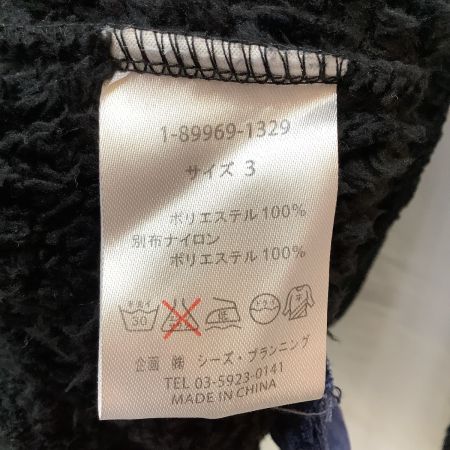 1-89969-1329
サイズ 3
ポリエステル100%
別布ナイロン
ポリエステル100%
30
企画 ㈱ シーズ・プランニング
TEL 03-5923-0141
MADE IN CHINA